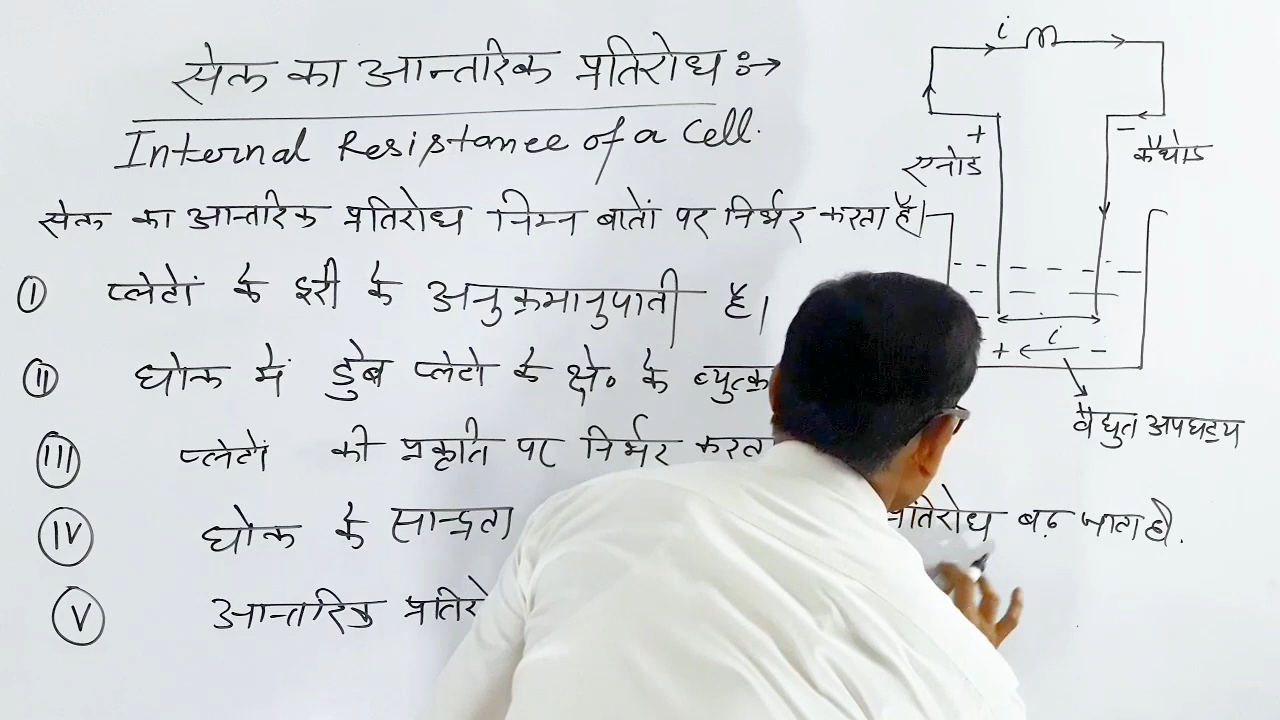 सेल का आन्तरिक प्रतिरोध :→
Internal Resistance of a Cell.
सेल का आन्तरिक प्रतिरोध निम्न बातों पर निर्भर करता है।
(I) प्लेटों के दूरी के अनुक्रमानुपाती है।
(II) घोल में डुबे प्लेटो के क्षे० के व्युत्क्र
(III) प्लेटों की प्रकृति पर निर्भर करता
(IV) घोल के सान्द्रता प्रतिरोध बढ़ जाता है.
(V) आन्तरिक प्रतिरो
i
+ −
एनोड कैथोड
+ i −
वैद्युत अपघट्य